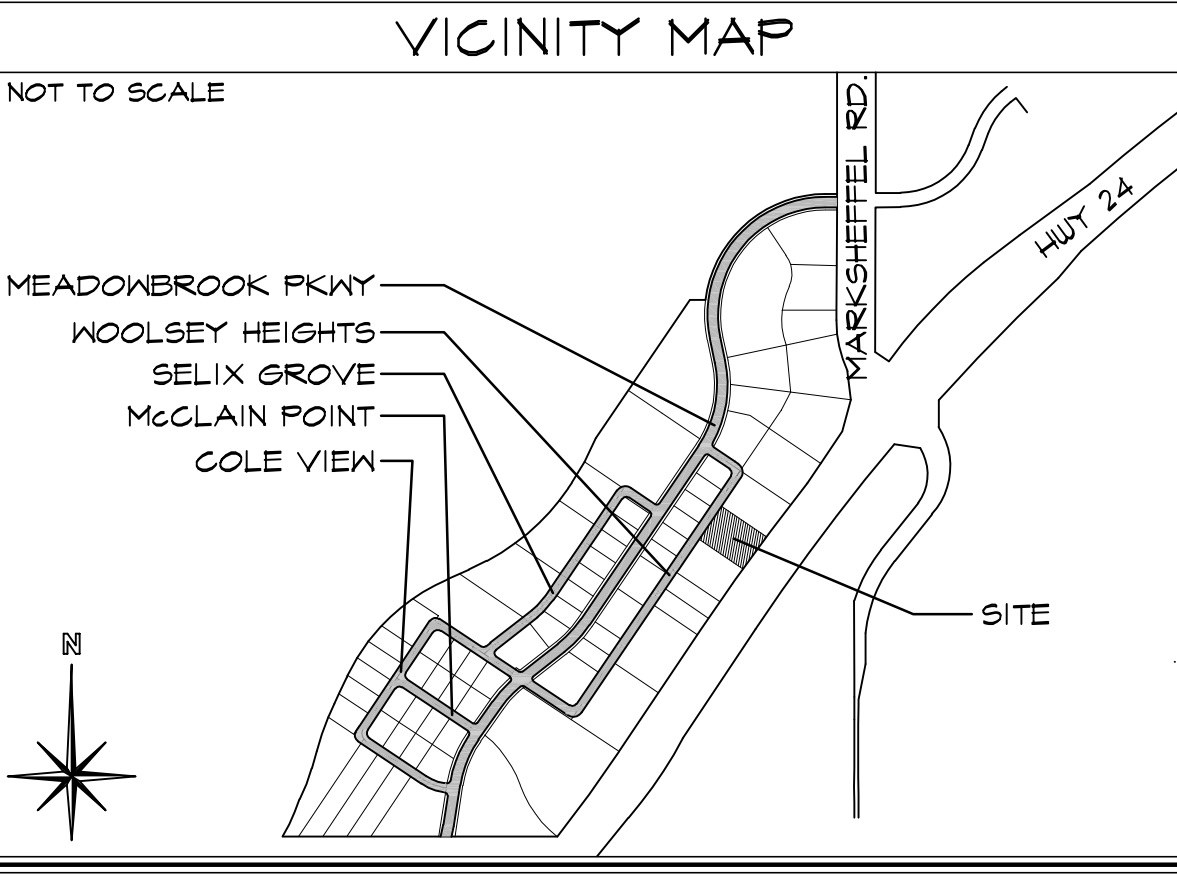 VICINITY MAP
NOT TO SCALE
MARKSHEFFEL RD.
HWY 24
MEADOWBROOK PKWY
WOOLSEY HEIGHTS
SELIX GROVE
McCLAIN POINT
COLE VIEW
SITE
N